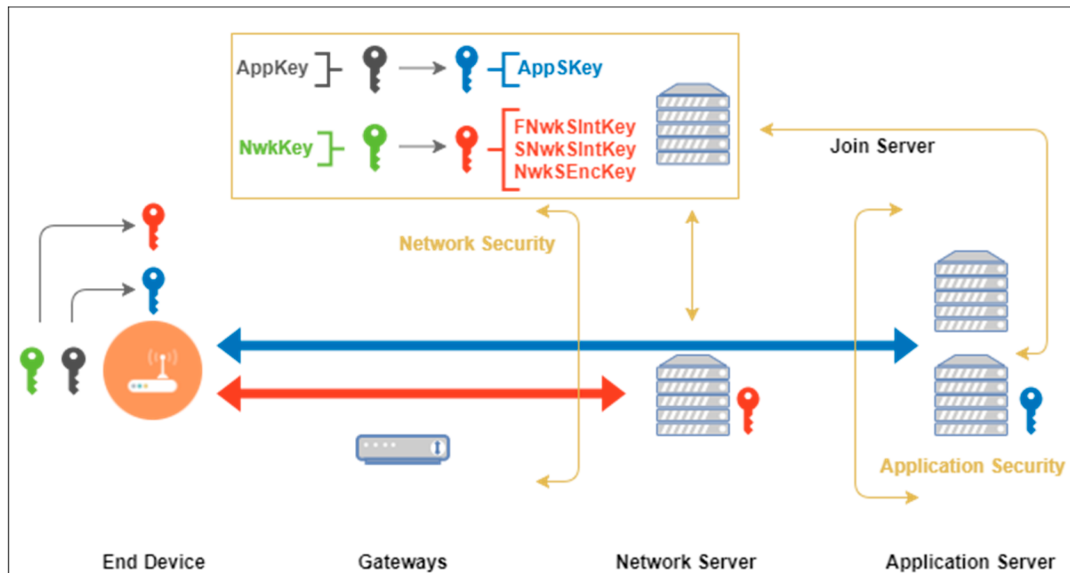 AppKey
AppSKey
NwkKey
FNwkSIntKey
SNwkSIntKey
NwkSEncKey
Join Server
Network Security
Application Security
End Device
Gateways
Network Server
Application Server